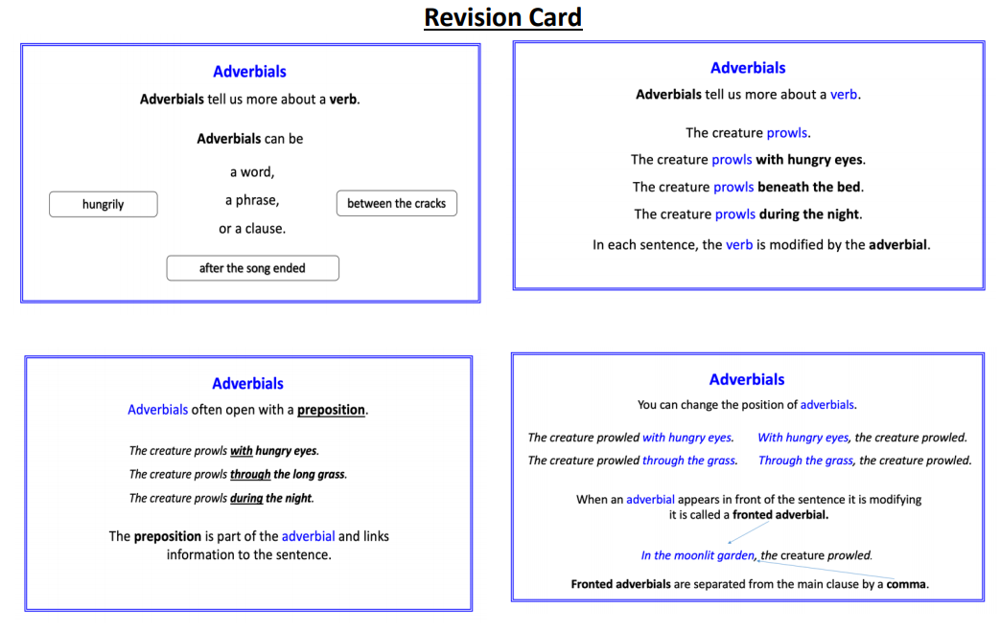 Revision Card
Adverbials
Adverbials tell us more about a verb.
Adverbials can be
a word,
a phrase,
or a clause.
hungrily
between the cracks
after the song ended
Adverbials
Adverbials tell us more about a verb.
The creature prowls.
The creature prowls with hungry eyes.
The creature prowls beneath the bed.
The creature prowls during the night.
In each sentence, the verb is modified by the adverbial.
Adverbials
Adverbials often open with a preposition.
The creature prowls with hungry eyes.
The creature prowls through the long grass.
The creature prowls during the night.
The preposition is part of the adverbial and links
information to the sentence.
Adverbials
You can change the position of adverbials.
The creature prowled with hungry eyes. With hungry eyes, the creature prowled.
The creature prowled through the grass. Through the grass, the creature prowled.
When an adverbial appears in front of the sentence it is modifying
it is called a fronted adverbial.
In the moonlit garden, the creature prowled.
Fronted adverbials are separated from the main clause by a comma.